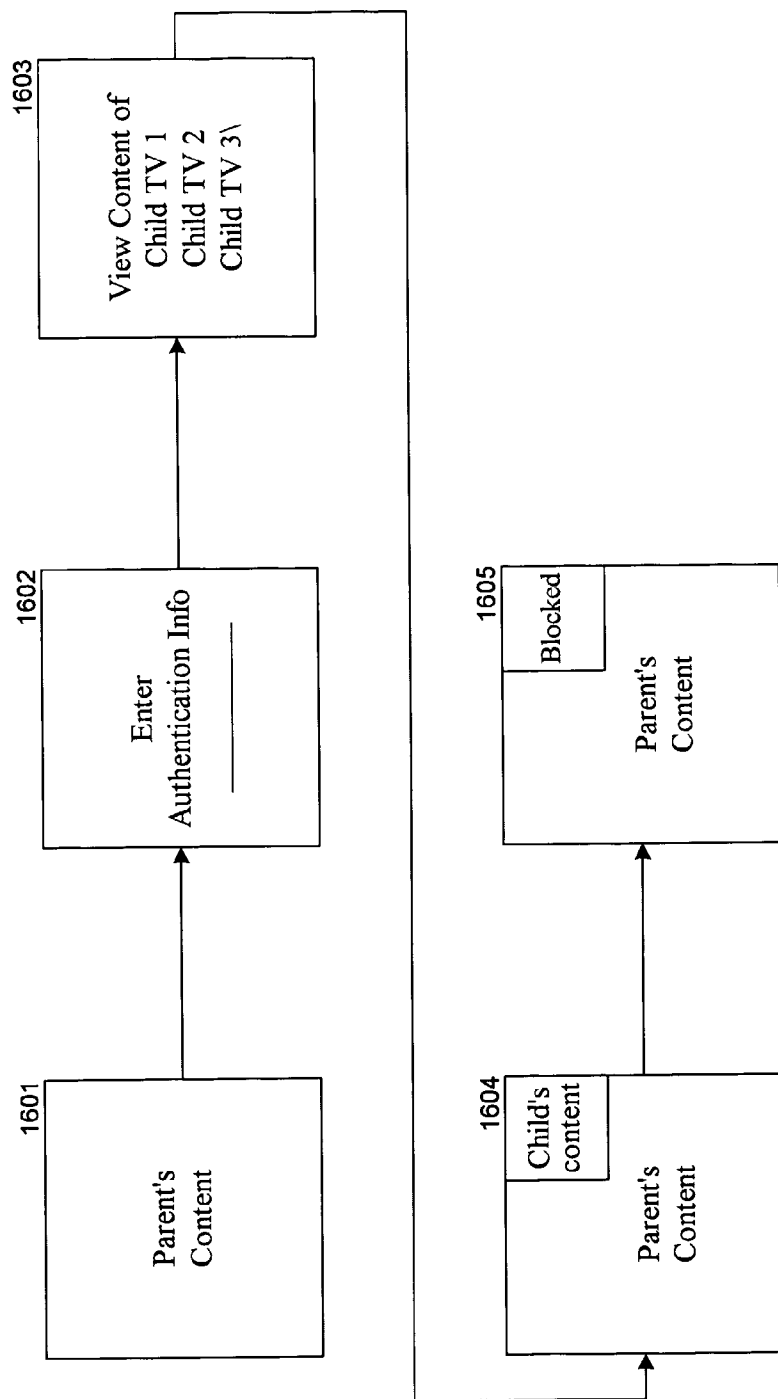 1601
Parent's
Content
1602
Enter
Authentication Info
1603
View Content of
Child TV 1
Child TV 2
Child TV 3\
1604
Child's
content
Parent's
Content
1605
Blocked
Parent's
Content